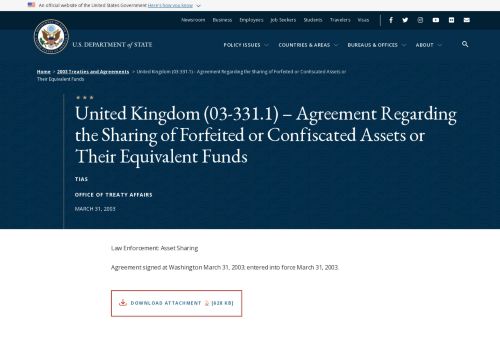 An official website of the United States Government Here's how you know
Newsroom Business Employees Job Seekers Students Travelers Visas
U.S. DEPARTMENT of STATE
POLICY ISSUES COUNTRIES & AREAS BUREAUS & OFFICES ABOUT
Home > 2003 Treaties and Agreements > United Kingdom (03-331.1) – Agreement Regarding the Sharing of Forfeited or Confiscated Assets or
Their Equivalent Funds
United Kingdom (03-331.1) – Agreement Regarding
the Sharing of Forfeited or Confiscated Assets or
Their Equivalent Funds
TIAS
OFFICE OF TREATY AFFAIRS
MARCH 31, 2003
Law Enforcement: Asset Sharing
Agreement signed at Washington March 31, 2003; entered into force March 31, 2003.
DOWNLOAD ATTACHMENT [628 KB]